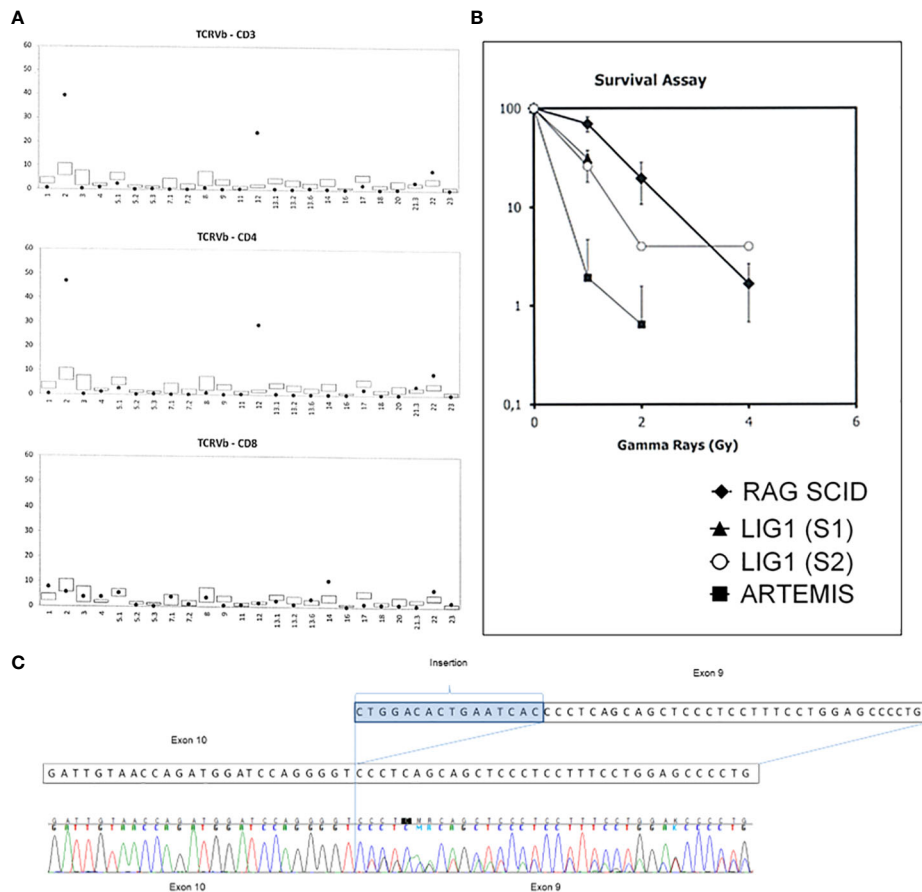 A
TCRVb - CD3
60
50
40
30
20
10
0
1 2 3 4 5.1 5.2 5.3 7.1 7.2 8 9 11 12 13.1 13.2 13.6 14 16 17 18 20 21.3 22 23
TCRVb - CD4
60
50
40
30
20
10
0
1 2 3 4 5.1 5.2 5.3 7.1 7.2 8 9 11 12 13.1 13.2 13.6 14 16 17 18 20 21.3 22 23
TCRVb - CD8
60
50
40
30
20
10
0
1 2 3 4 5.1 5.2 5.3 7.1 7.2 8 9 11 12 13.1 13.2 13.6 14 16 17 18 20 21.3 22 23
B
Survival Assay
100
10
1
0,1
0 2 4 6
Gamma Rays (Gy)
RAG SCID
LIG1 (S1)
LIG1 (S2)
ARTEMIS
C
Insertion
Exon 9
CTGGACACTGAATCACCCCTCAGCAGCTCCCTCCTTTCCTGGAGCCCCTG
Exon 10
GATTGTAACCAGATGGATCCAGGGGTCCCTCAGCAGCTCCCTCCTTTCCTGGAGCCCCTG
Exon 10 Exon 9